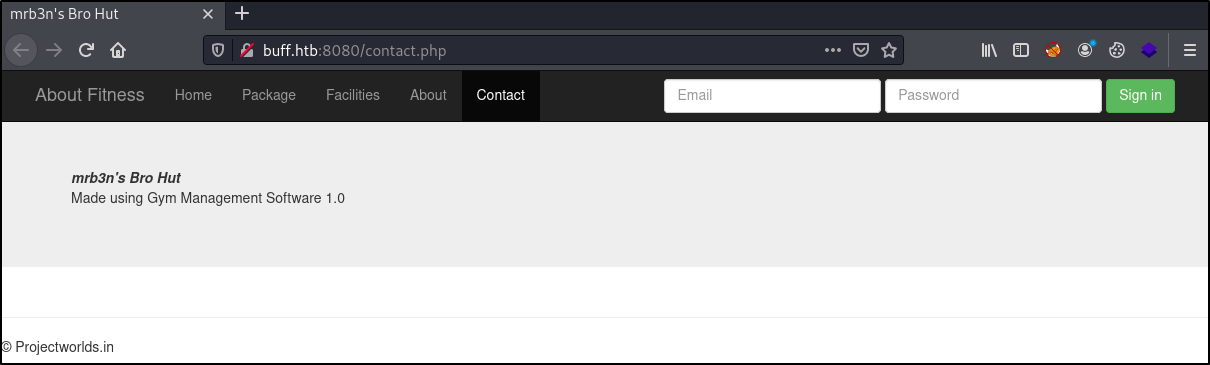 mrb3n's Bro Hut
buff.htb:8080/contact.php
About Fitness Home Package Facilities About Contact Email Password Sign in
mrb3n's Bro Hut
Made using Gym Management Software 1.0
© Projectworlds.in